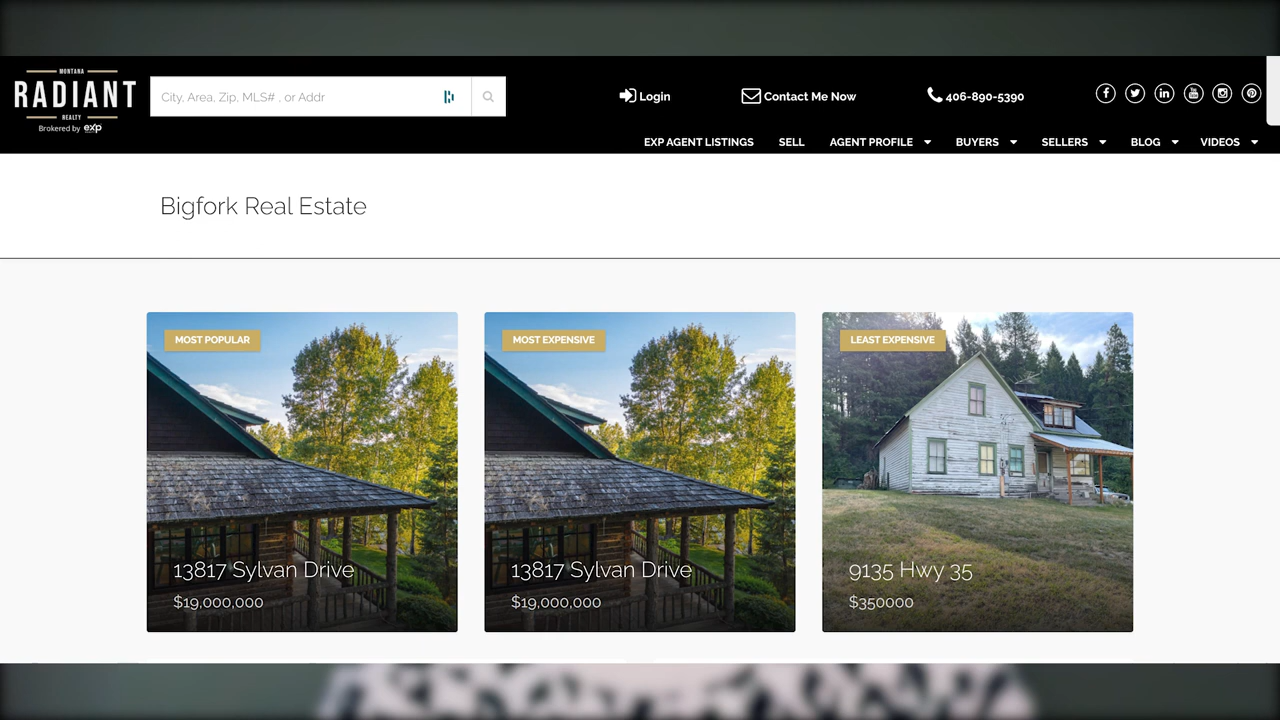 MONTANA
RADIANT
REALTY
Brokered by exp
City, Area, Zip, MLS# , or Addr
Login
Contact Me Now
406-890-5390
EXP AGENT LISTINGS
SELL
AGENT PROFILE
BUYERS
SELLERS
BLOG
VIDEOS
Bigfork Real Estate
MOST POPULAR
13817 Sylvan Drive
$19,000,000
MOST EXPENSIVE
13817 Sylvan Drive
$19,000,000
LEAST EXPENSIVE
9135 Hwy 35
$350000